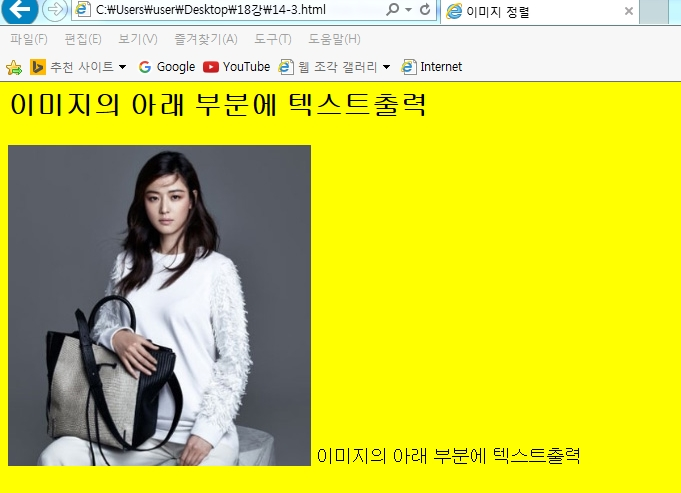 C:₩Users₩user₩Desktop₩18강₩14-3.html
이미지 정렬
파일(F) 편집(E) 보기(V) 즐겨찾기(A) 도구(T) 도움말(H)
추천 사이트 Google YouTube 웹 조각 갤러리 Internet
이미지의 아래 부분에 텍스트출력
이미지의 아래 부분에 텍스트출력